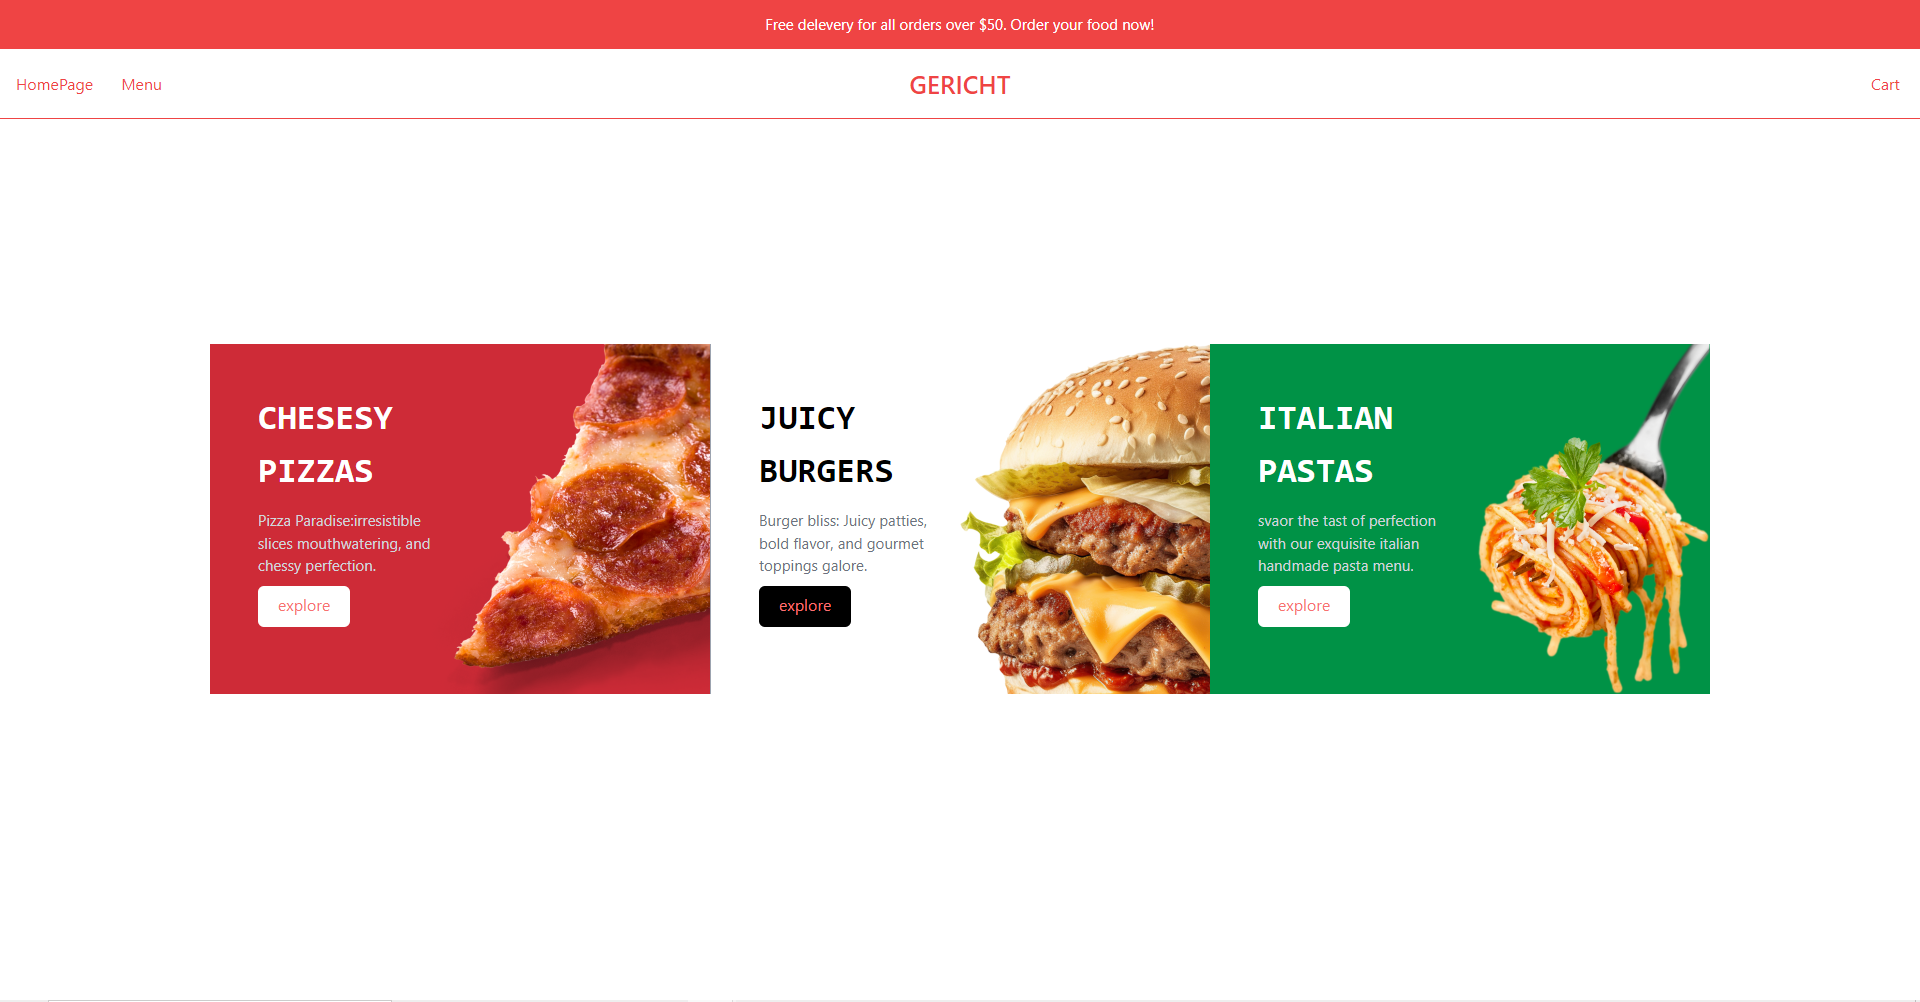 Free delevery for all orders over $50. Order your food now!
HomePage Menu GERICHT Cart
CHESESY
PIZZAS
Pizza Paradise:irresistible
slices mouthwatering, and
chessy perfection.
explore
JUICY
BURGERS
Burger bliss: Juicy patties,
bold flavor, and gourmet
toppings galore.
explore
ITALIAN
PASTAS
svaor the tast of perfection
with our exquisite italian
handmade pasta menu.
explore